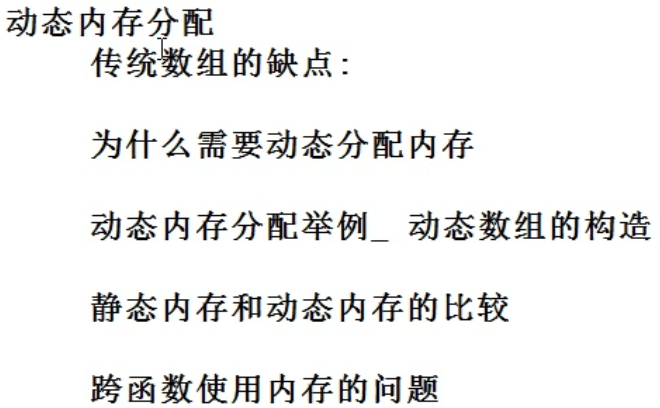 动态内存分配
传统数组的缺点:
为什么需要动态分配内存
动态内存分配举例_ 动态数组的构造
静态内存和动态内存的比较
跨函数使用内存的问题